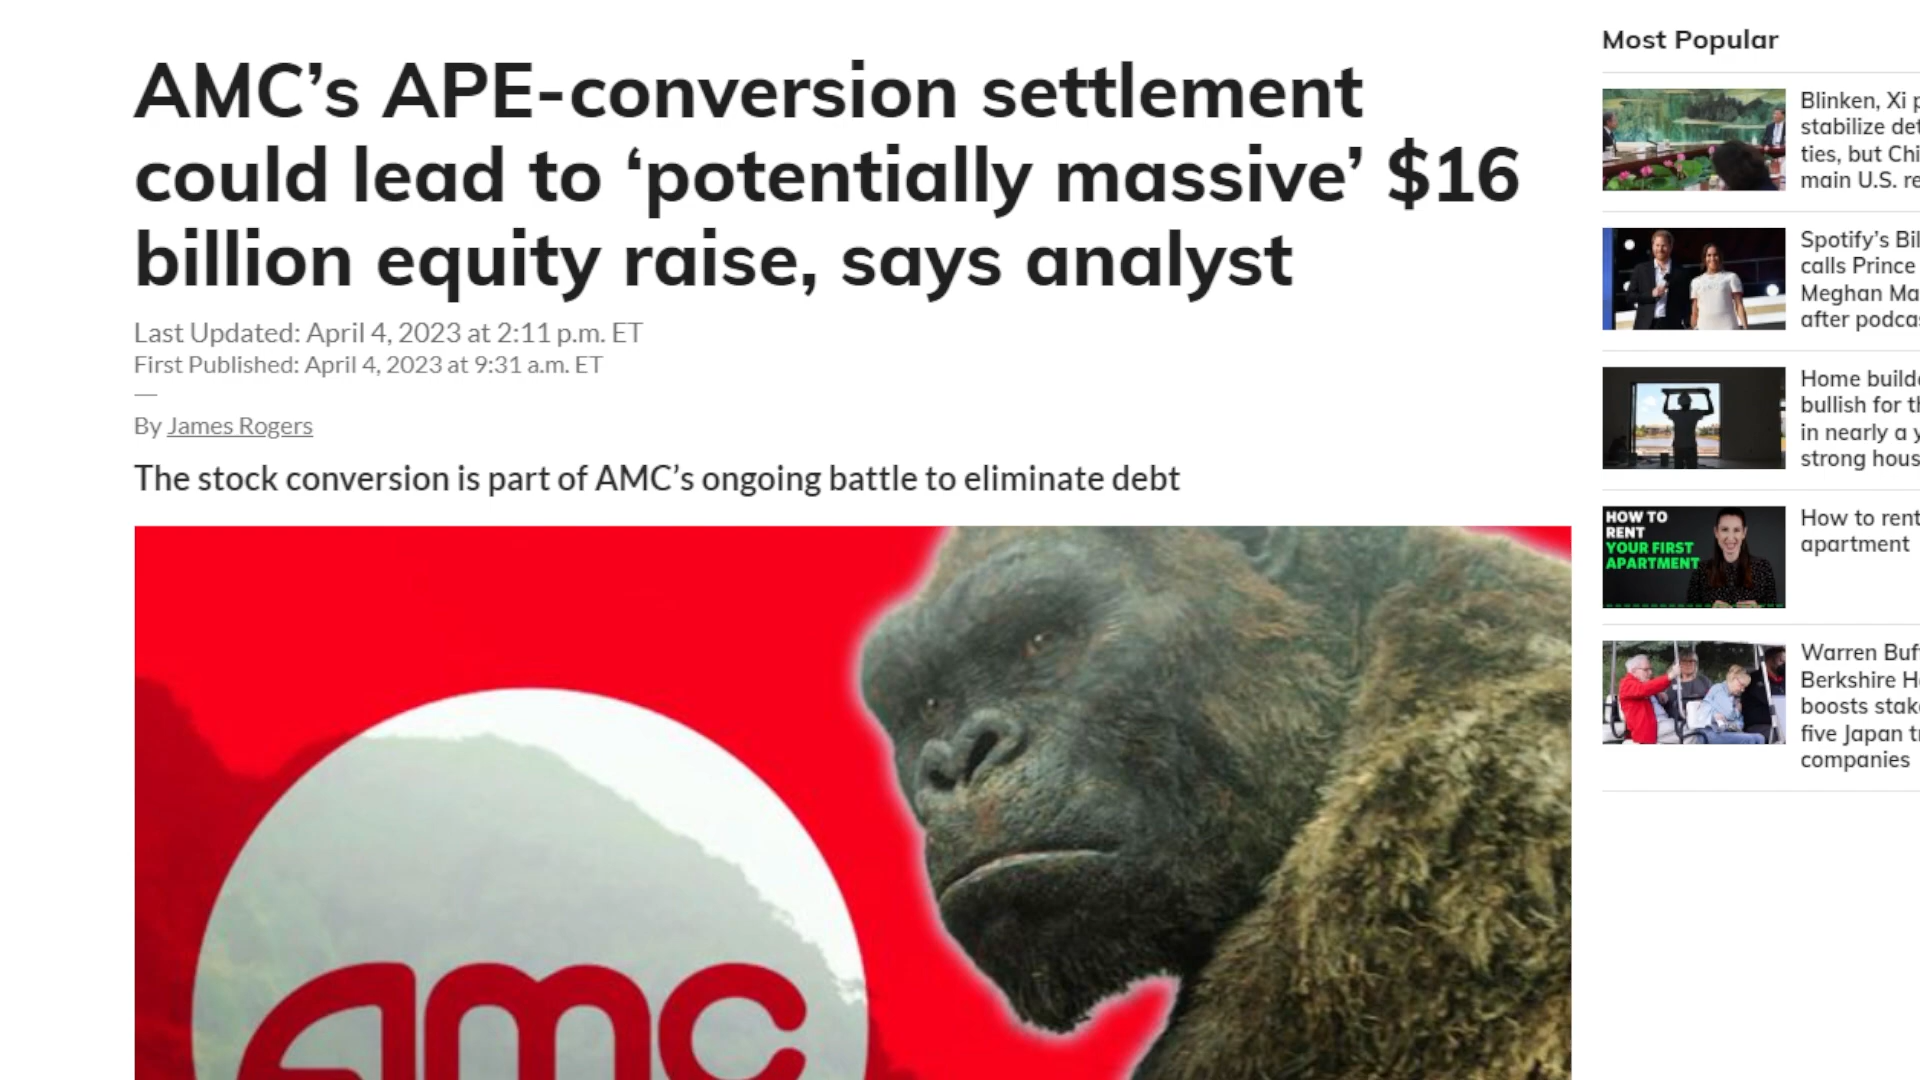 AMC’s APE-conversion settlement
could lead to ‘potentially massive’ $16
billion equity raise, says analyst
Last Updated: April 4, 2023 at 2:11 p.m. ET
First Published: April 4, 2023 at 9:31 a.m. ET
By James Rogers
The stock conversion is part of AMC’s ongoing battle to eliminate debt
amc
Most Popular
Blinken, Xi
stabilize
ties, but
main U.S.
Spotify’s
calls Prince
Meghan
after
Home
bullish for
in nearly a
strong
HOW TO
RENT
YOUR FIRST
APARTMENT
How to rent
apartment
Warren
Berkshire
boosts
five Japan
companies